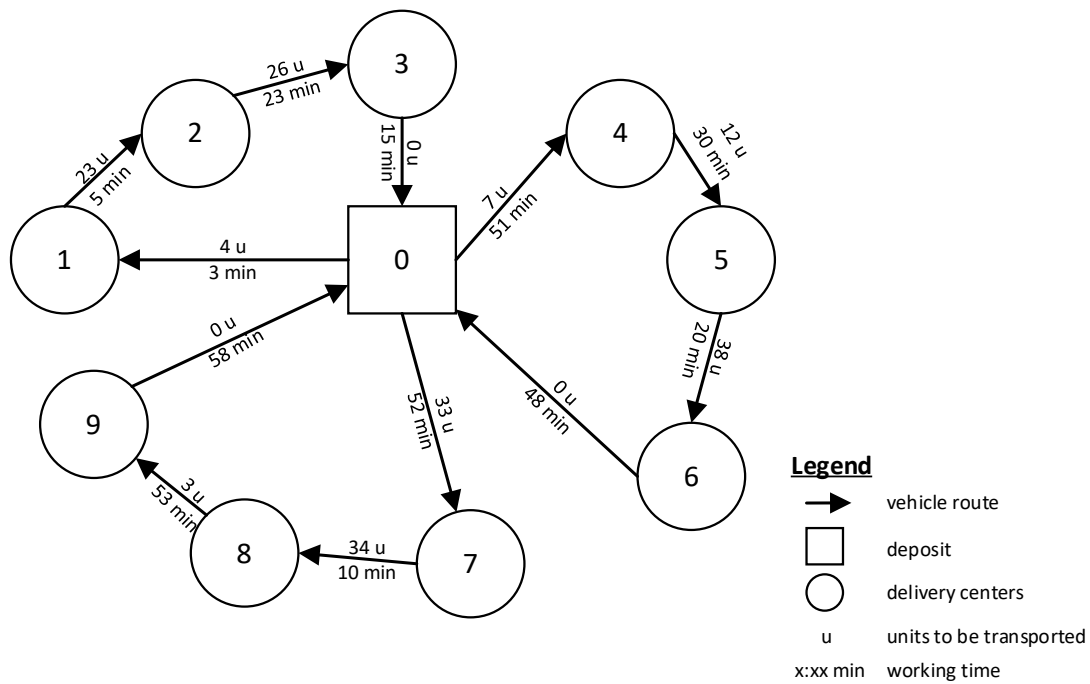 3
26 u
23 min
2
4
12 u
30 min
23 u
5 min
0 u
15 min
7 u
51 min
1
4 u
3 min
0
5
0 u
58 min
38 u
20 min
9
33 u
52 min
0 u
48 min
6
3 u
53 min
8
34 u
10 min
7
Legend
vehicle route
deposit
delivery centers
u units to be transported
x:xx min working time